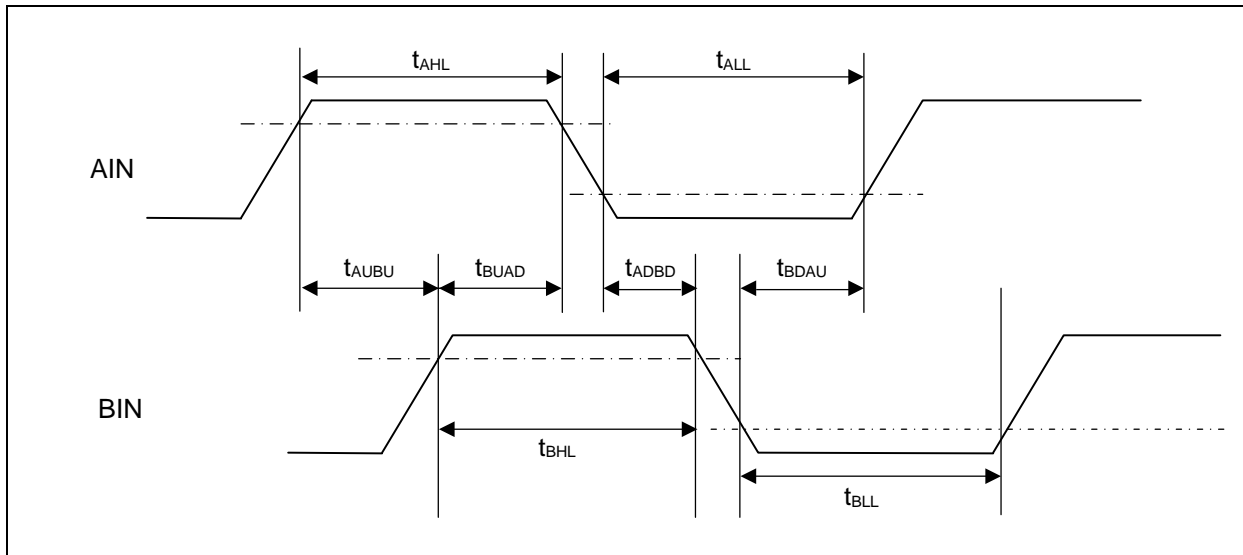 tAHL tALL
AIN
tAUBU tBUAD tADBD tBDAU
BIN
tBHL
tBLL